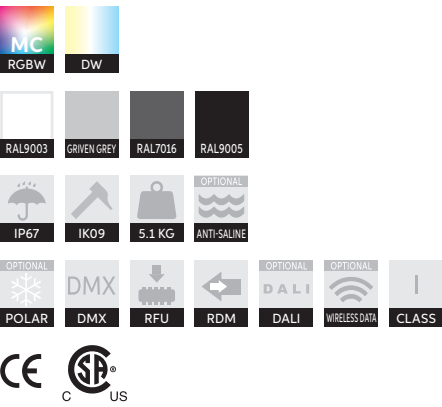 MC
RGBW
DW
RAL9003
GRIVEN GREY
RAL7016
RAL9005
OPTIONAL
IP67
IK09
5.1 KG
ANTI-SALINE
OPTIONAL
DMX
OPTIONAL
DALI
OPTIONAL
I
POLAR
DMX
RFU
RDM
DALI
WIRELESS DATA
CLASS
CE
SA®
C US